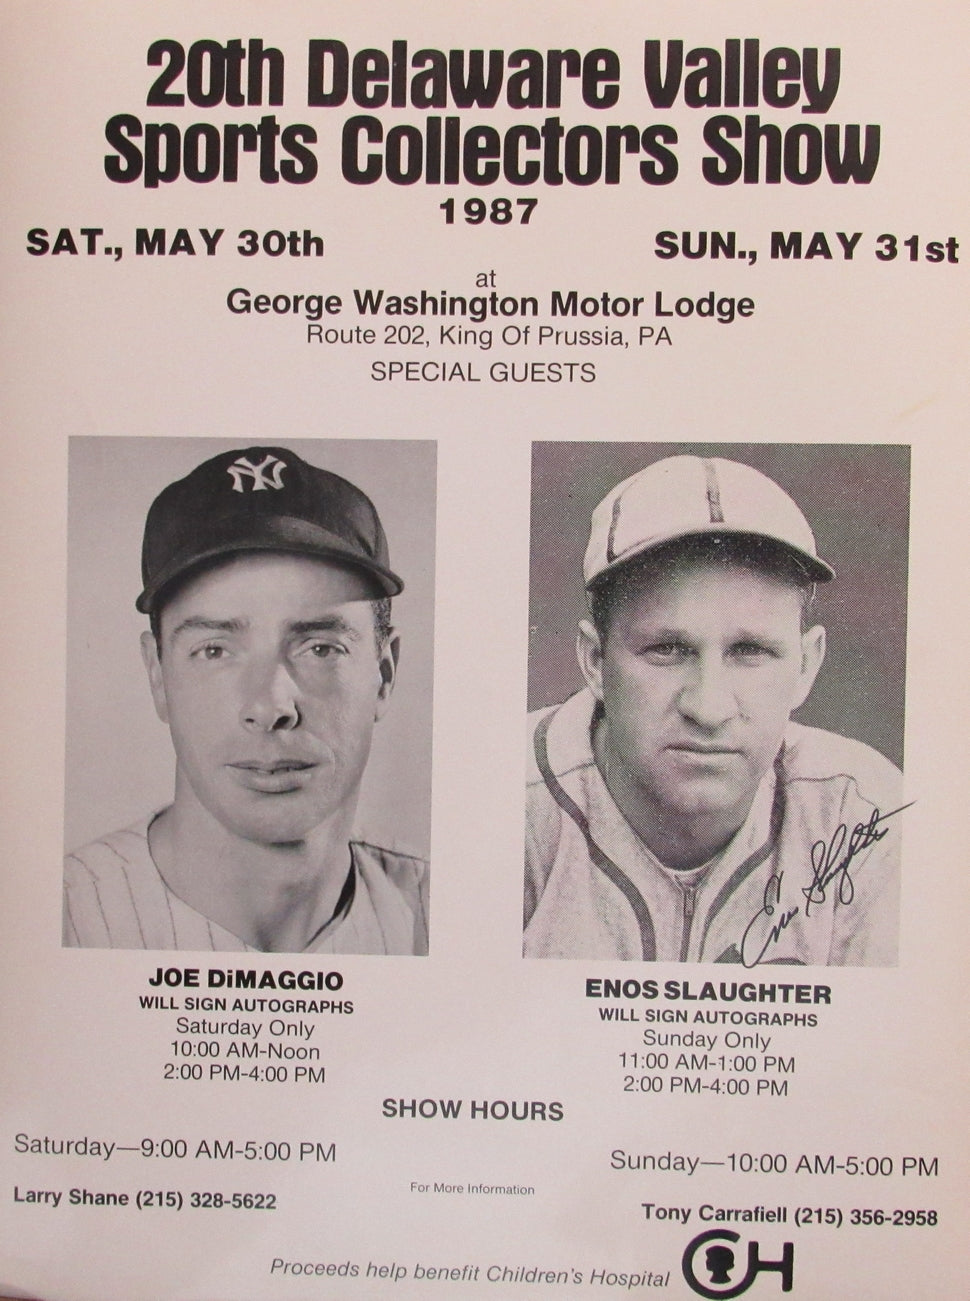 20th Delaware Valley
Sports Collectors Show
1987
SAT., MAY 30th
SUN., MAY 31st
at
George Washington Motor Lodge
Route 202, King Of Prussia, PA
SPECIAL GUESTS
NY
Enos Slaughter
JOE DiMAGGIO
WILL SIGN AUTOGRAPHS
Saturday Only
10:00 AM-Noon
2:00 PM-4:00 PM
ENOS SLAUGHTER
WILL SIGN AUTOGRAPHS
Sunday Only
11:00 AM-1:00 PM
2:00 PM-4:00 PM
SHOW HOURS
Saturday—9:00 AM-5:00 PM
Sunday—10:00 AM-5:00 PM
For More Information
Larry Shane (215) 328-5622
Tony Carrafiell (215) 356-2958
Proceeds help benefit Children's Hospital
CH